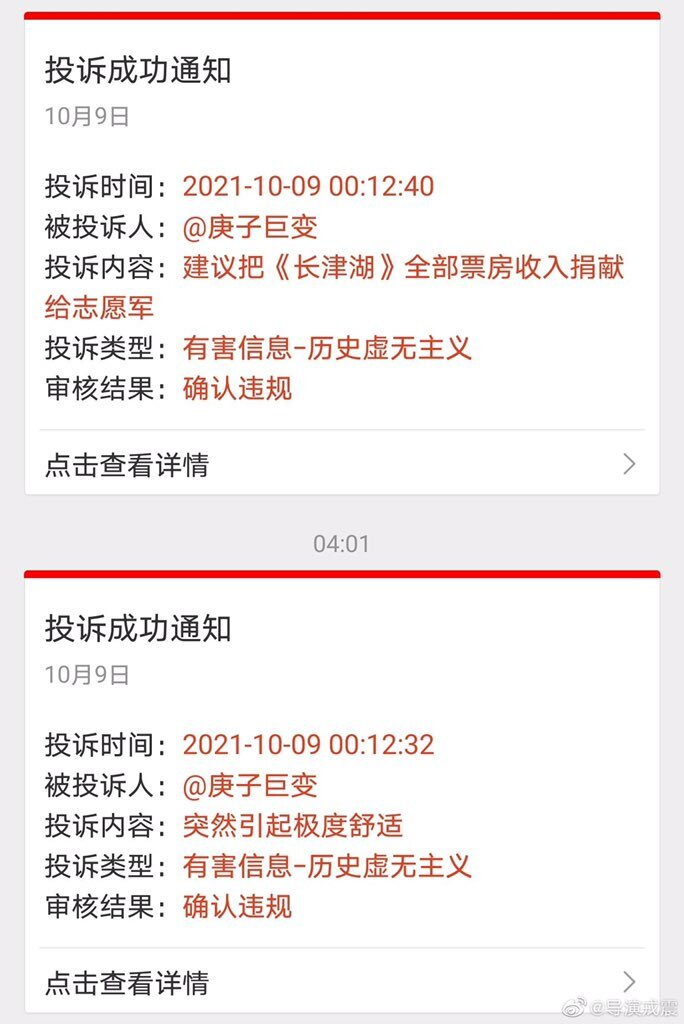 投诉成功通知
10月9日
投诉时间：2021-10-09 00:12:40
被投诉人：@庚子巨变
投诉内容：建议把《长津湖》全部票房收入捐献
给志愿军
投诉类型：有害信息-历史虚无主义
审核结果：确认违规
点击查看详情
04:01
投诉成功通知
10月9日
投诉时间：2021-10-09 00:12:32
被投诉人：@庚子巨变
投诉内容：突然引起极度舒适
投诉类型：有害信息-历史虚无主义
审核结果：确认违规
点击查看详情
@导演戒震